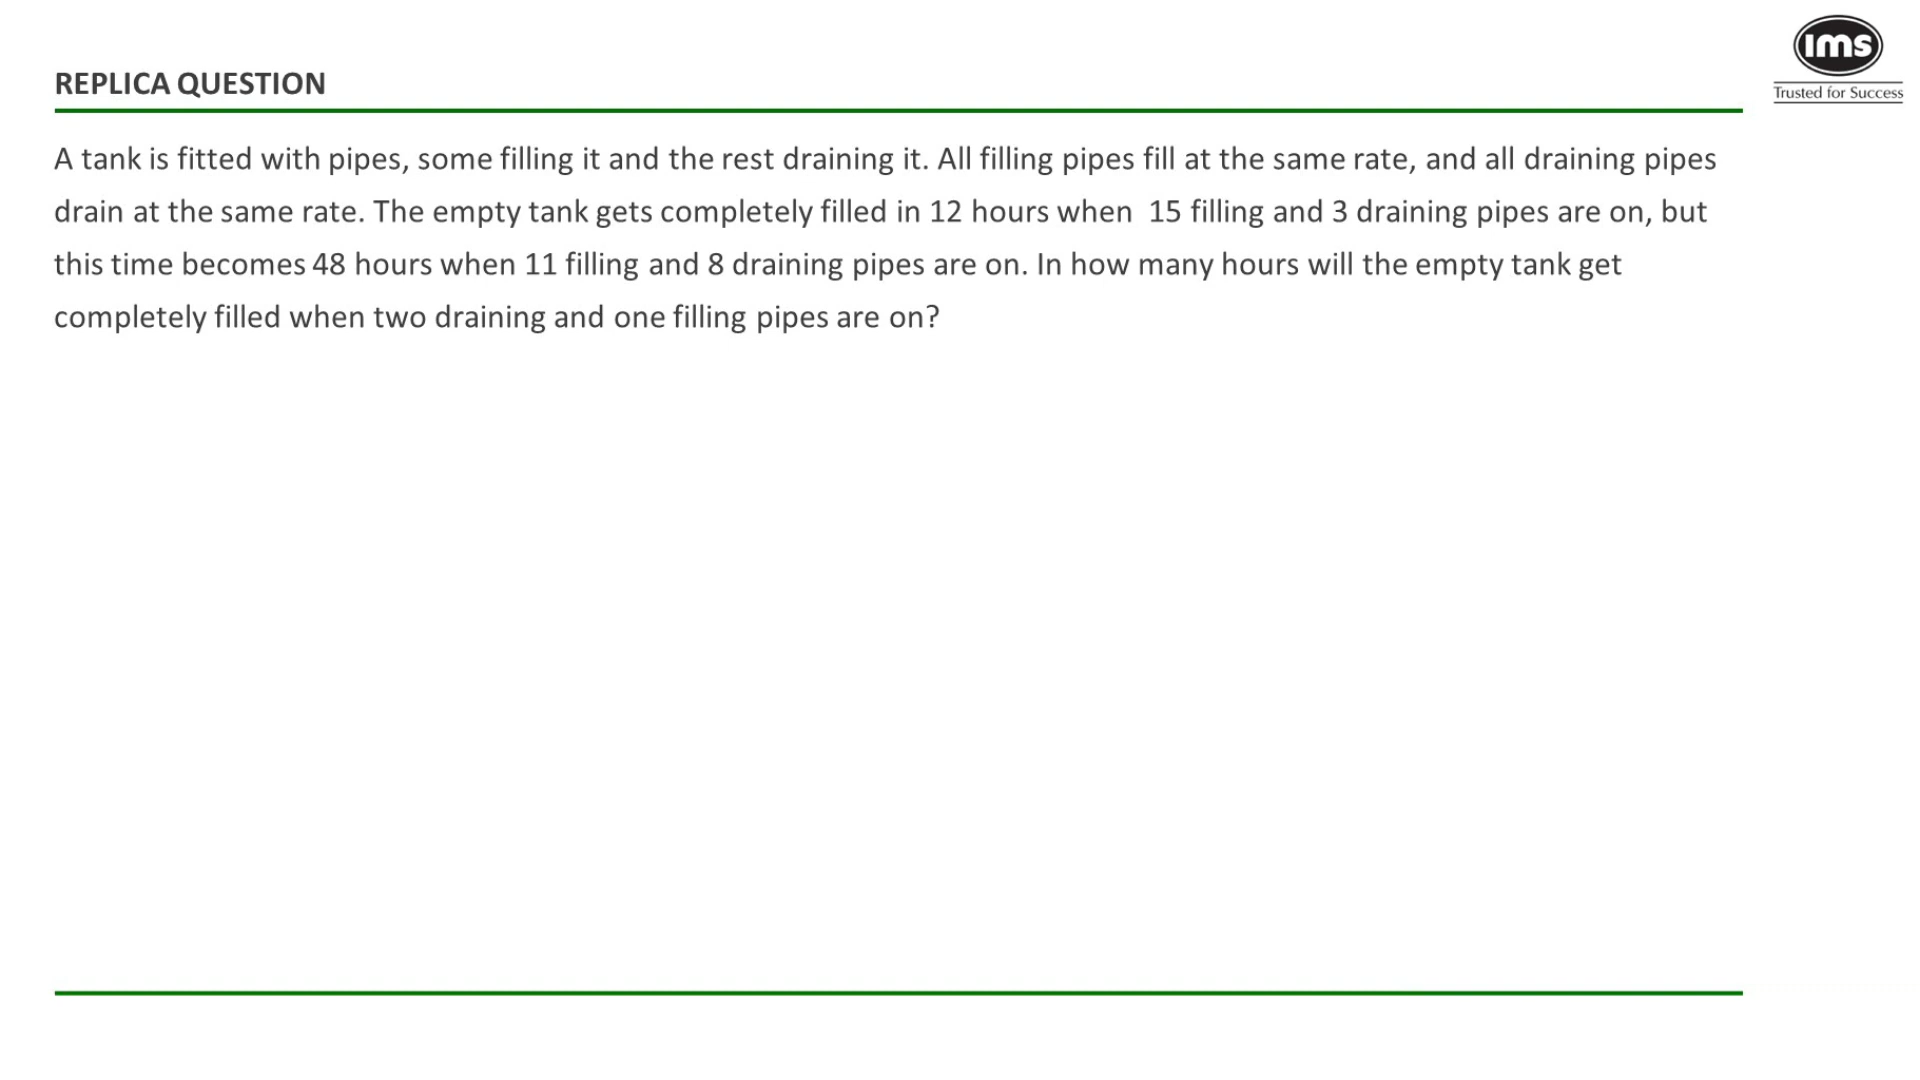 ims
Trusted for Success
REPLICA QUESTION
A tank is fitted with pipes, some filling it and the rest draining it. All filling pipes fill at the same rate, and all draining pipes
drain at the same rate. The empty tank gets completely filled in 12 hours when 15 filling and 3 draining pipes are on, but
this time becomes 48 hours when 11 filling and 8 draining pipes are on. In how many hours will the empty tank get
completely filled when two draining and one filling pipes are on?